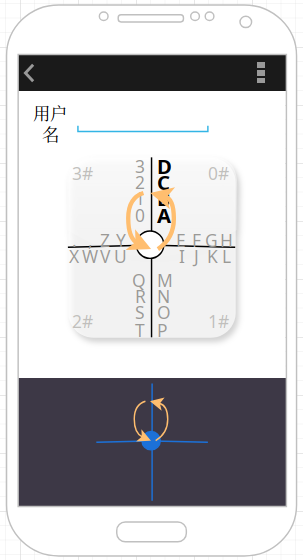 用户
名
3# 3 D 0#
2 C
1
0 A
Z Y E F G H
X W V U I J K L
Q M
R N
S O
2# T P 1#